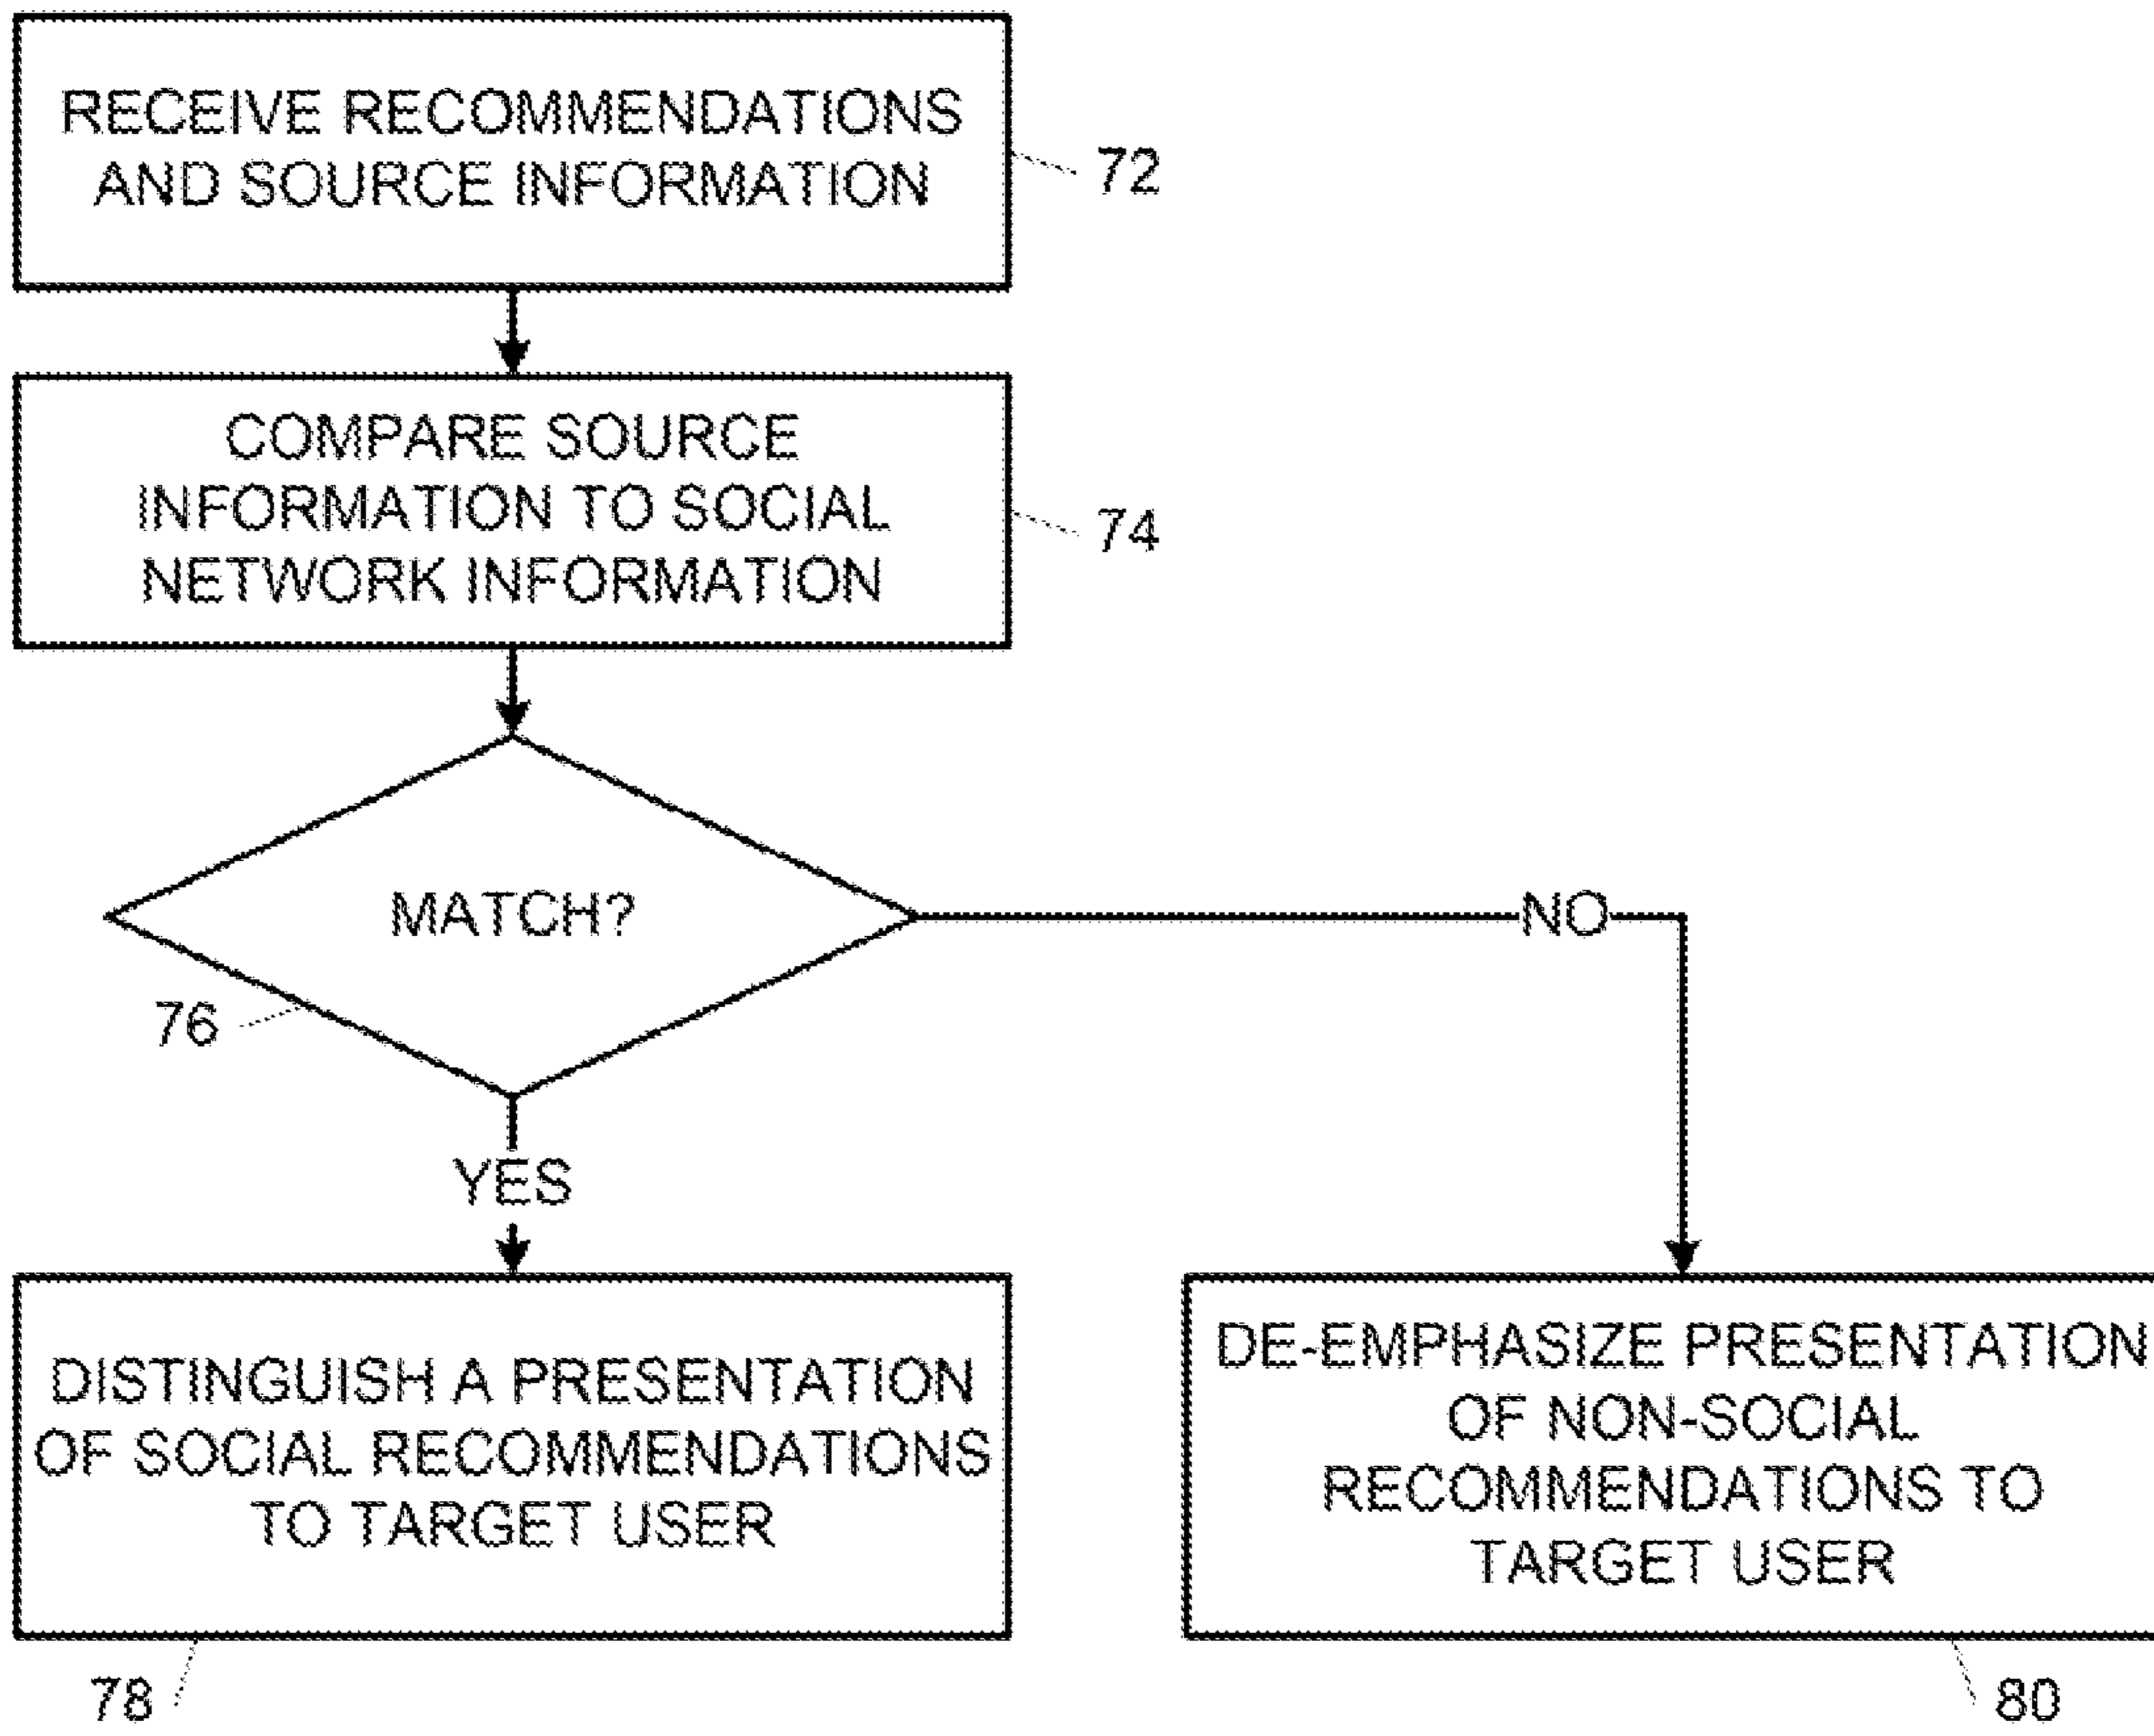 RECEIVE RECOMMENDATIONS
AND SOURCE INFORMATION
72
COMPARE SOURCE
INFORMATION TO SOCIAL
NETWORK INFORMATION
74
MATCH?
NO
76
YES
DISTINGUISH A PRESENTATION
OF SOCIAL RECOMMENDATIONS
TO TARGET USER
78
DE-EMPHASIZE PRESENTATION
OF NON-SOCIAL
RECOMMENDATIONS TO
TARGET USER
80